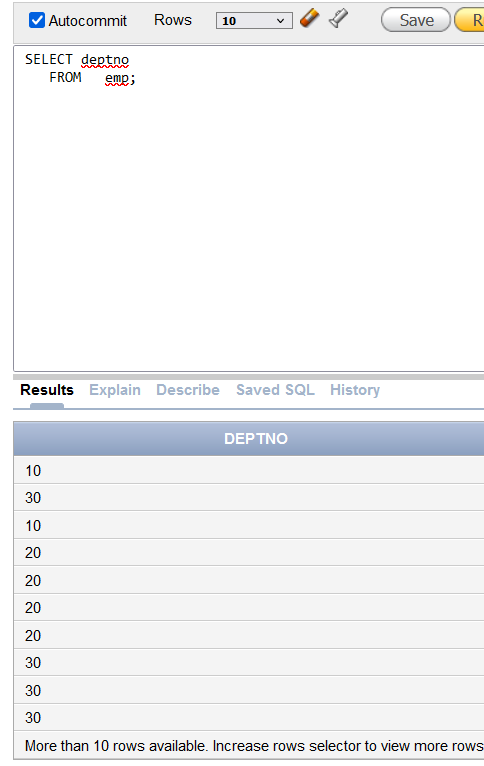 Autocommit Rows 10 Save
SELECT deptno
FROM emp;
Results Explain Describe Saved SQL History
DEPTNO
10
30
10
20
20
20
20
30
30
30
More than 10 rows available. Increase rows selector to view more rows